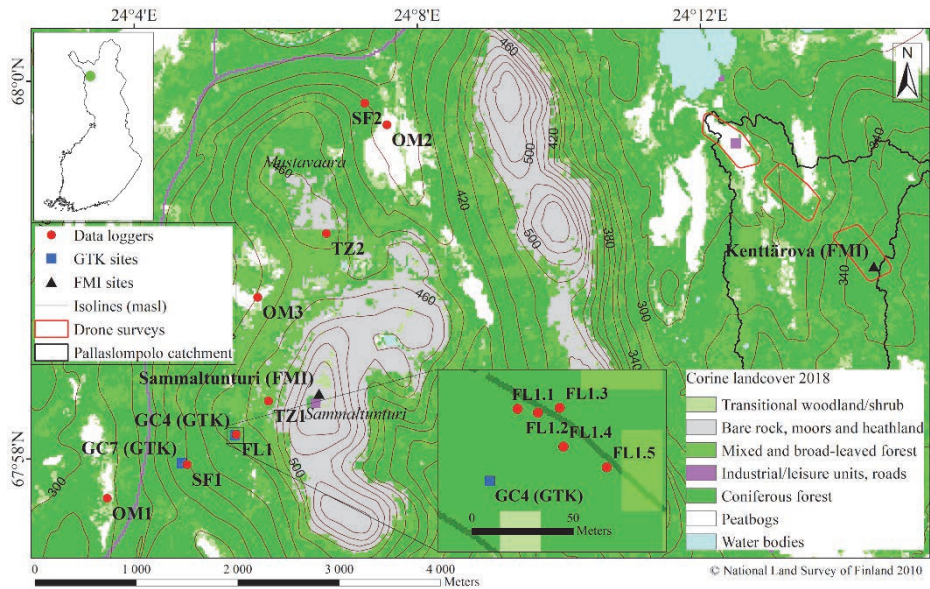 24°4'E
24°8'E
24°12'E
68°0'N
67°58'N
N
460
420
500
500
380
300
340
340
340
460
460
420
500
300
SF2
OM2
Mustavaara
TZ2
OM3
Kenttärova (FMI)
Sammaltunturi (FMI)
TZ1
Sammaltunturi
GC4 (GTK)
FL1
GC7 (GTK)
SF1
OM1
Data loggers
GTK sites
FMI sites
Isolines (masl)
Drone surveys
Pallaslompolo catchment
FL1.1
FL1.3
FL1.2
FL1.4
FL1.5
GC4 (GTK)
0 50
Meters
Corine landcover 2018
Transitional woodland/shrub
Bare rock, moors and heathland
Mixed and broad-leaved forest
Industrial/leisure units, roads
Coniferous forest
Peatbogs
Water bodies
0 1 000 2 000 3 000 4 000
Meters
© National Land Survey of Finland 2010